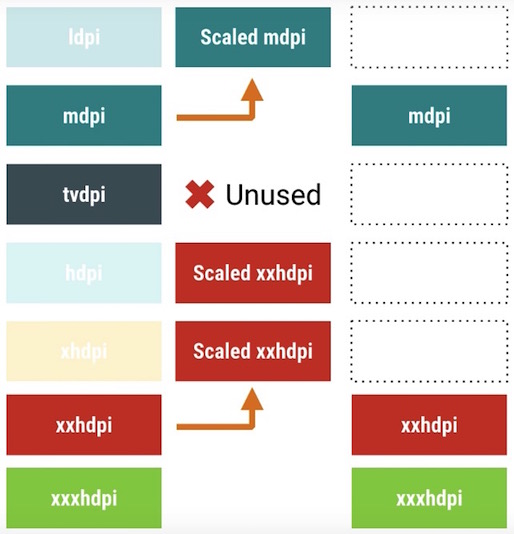 ldpi Scaled mdpi
mdpi mdpi
tvdpi Unused
hdpi Scaled xxhdpi
xhdpi Scaled xxhdpi
xxhdpi xxhdpi
xxxhdpi xxxhdpi